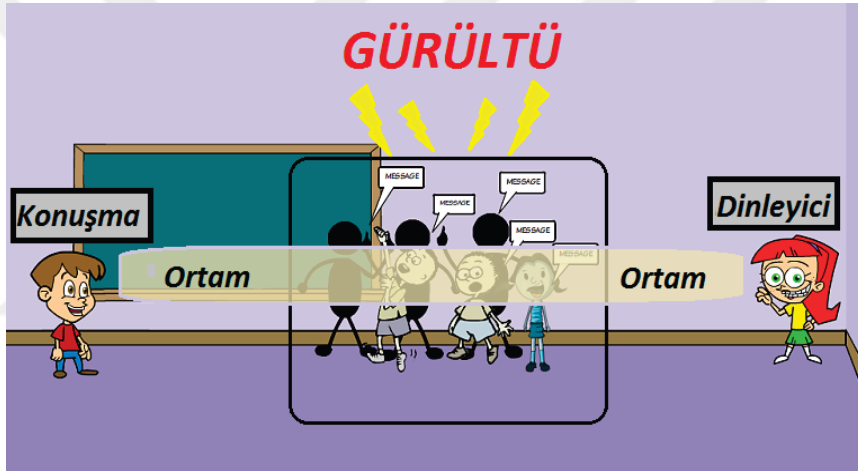 GÜRÜLTÜ
MESSAGE
MESSAGE
MESSAGE
MESSAGE
MESSAGE
Konuşma
Dinleyici
Ortam
Ortam